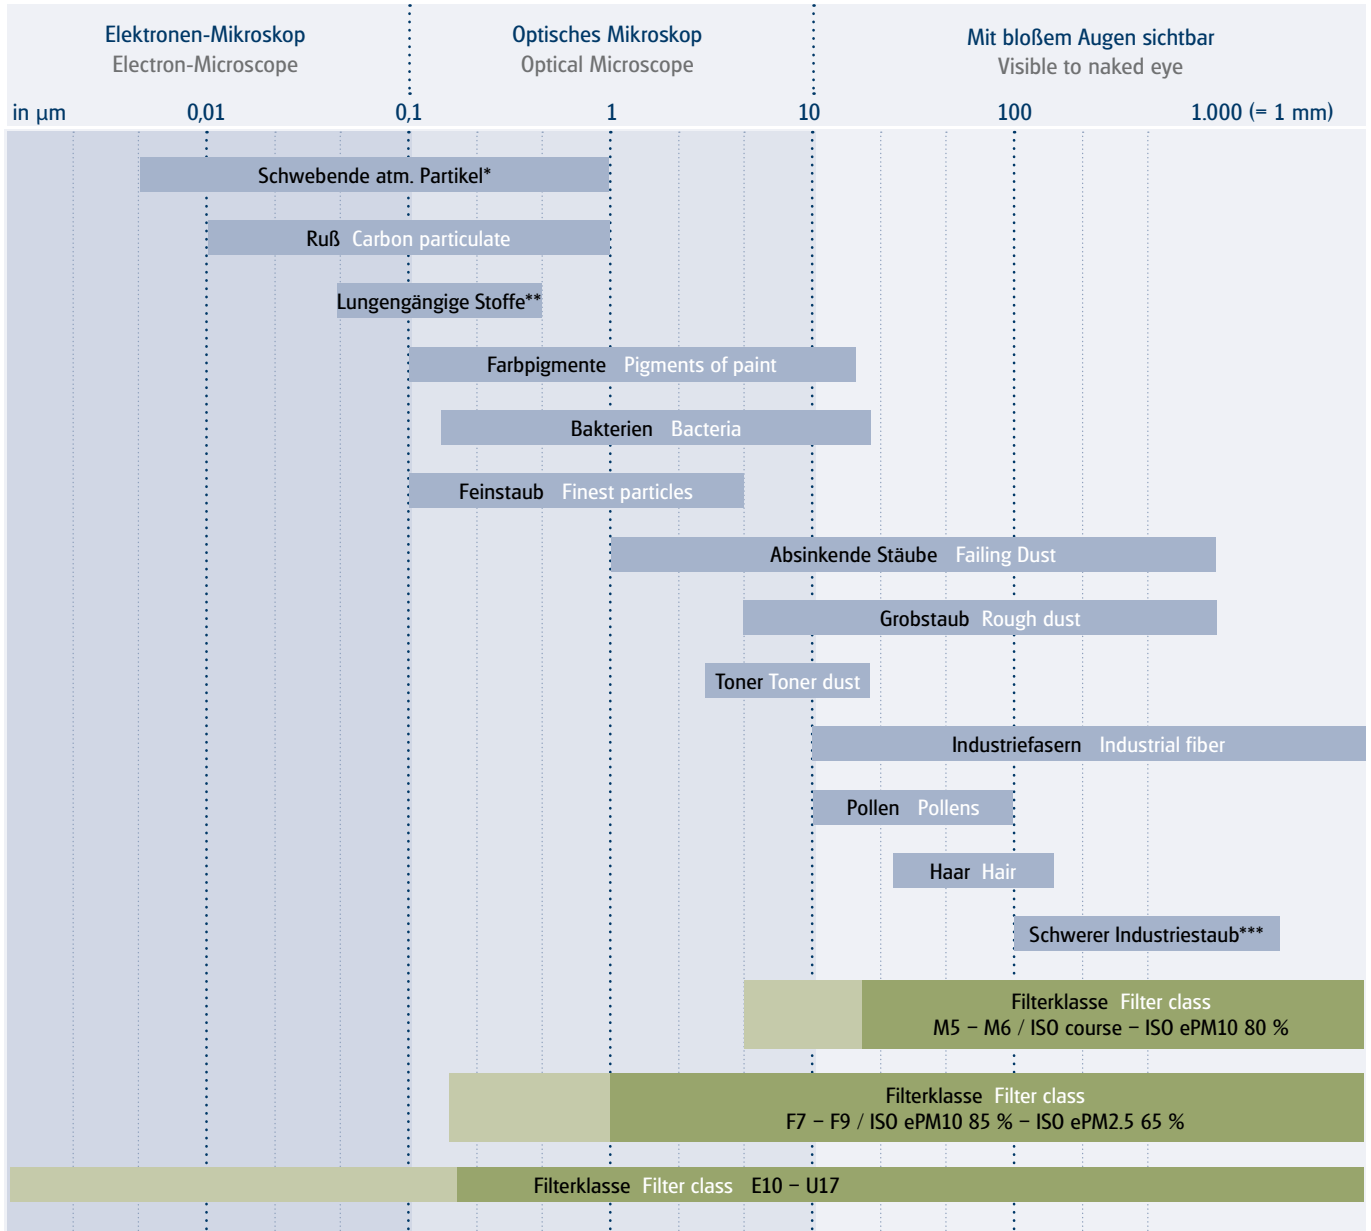 Elektronen-Mikroskop
Electron-Microscope
Optisches Mikroskop
Optical Microscope
Mit bloßem Augen sichtbar
Visible to naked eye
in µm 0,01 0,1 1 10 100 1.000 (= 1 mm)
Schwebende atm. Partikel*
Ruß Carbon particulate
Lungengängige Stoffe**
Farbpigmente Pigments of paint
Bakterien Bacteria
Feinstaub Finest particles
Absinkende Stäube Failing Dust
Grobstaub Rough dust
Toner Toner dust
Industriefasern Industrial fiber
Pollen Pollens
Haar Hair
Schwerer Industriestaub***
Filterklasse Filter class
M5 – M6 / ISO course – ISO ePM10 80 %
Filterklasse Filter class
F7 – F9 / ISO ePM10 85 % – ISO ePM2.5 65 %
Filterklasse Filter class E10 – U17